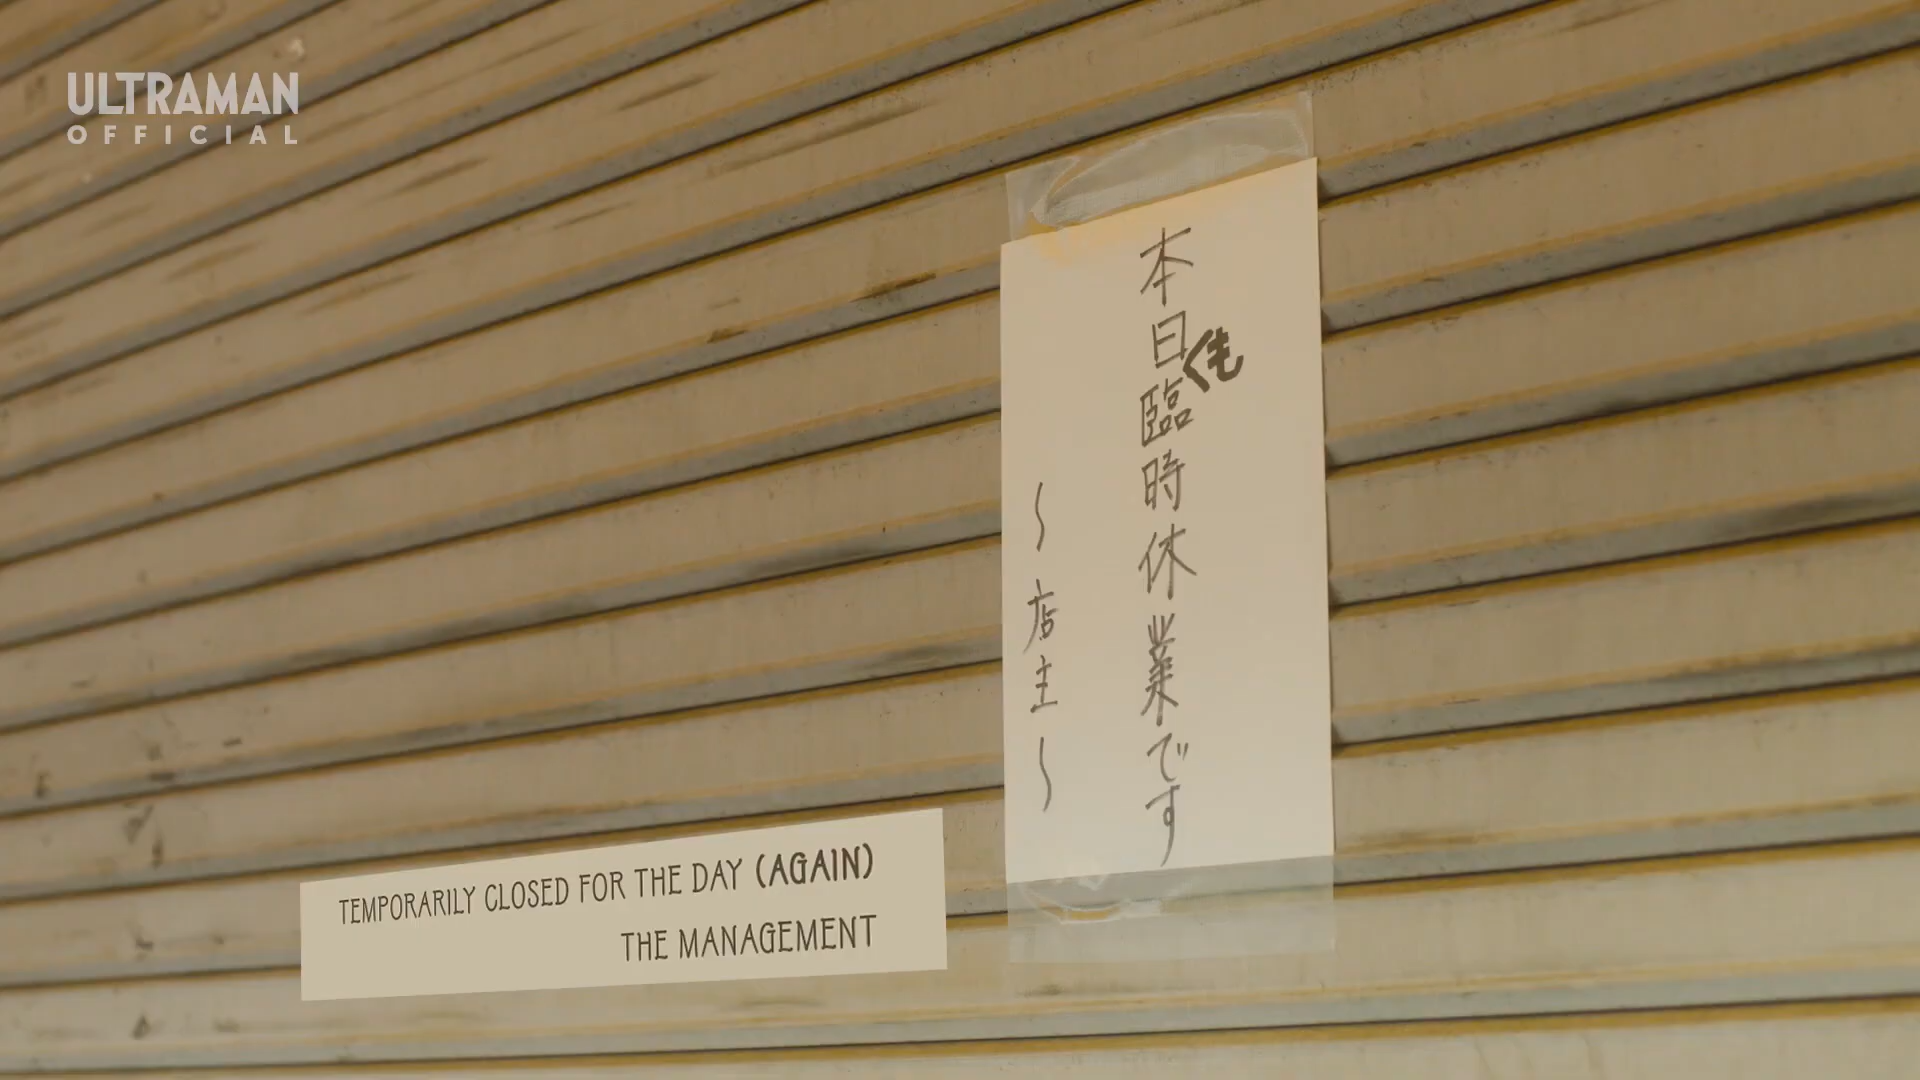 ULTRAMAN
OFFICIAL
本日も臨時休業です
〜店主〜
TEMPORARILY CLOSED FOR THE DAY (AGAIN)
THE MANAGEMENT